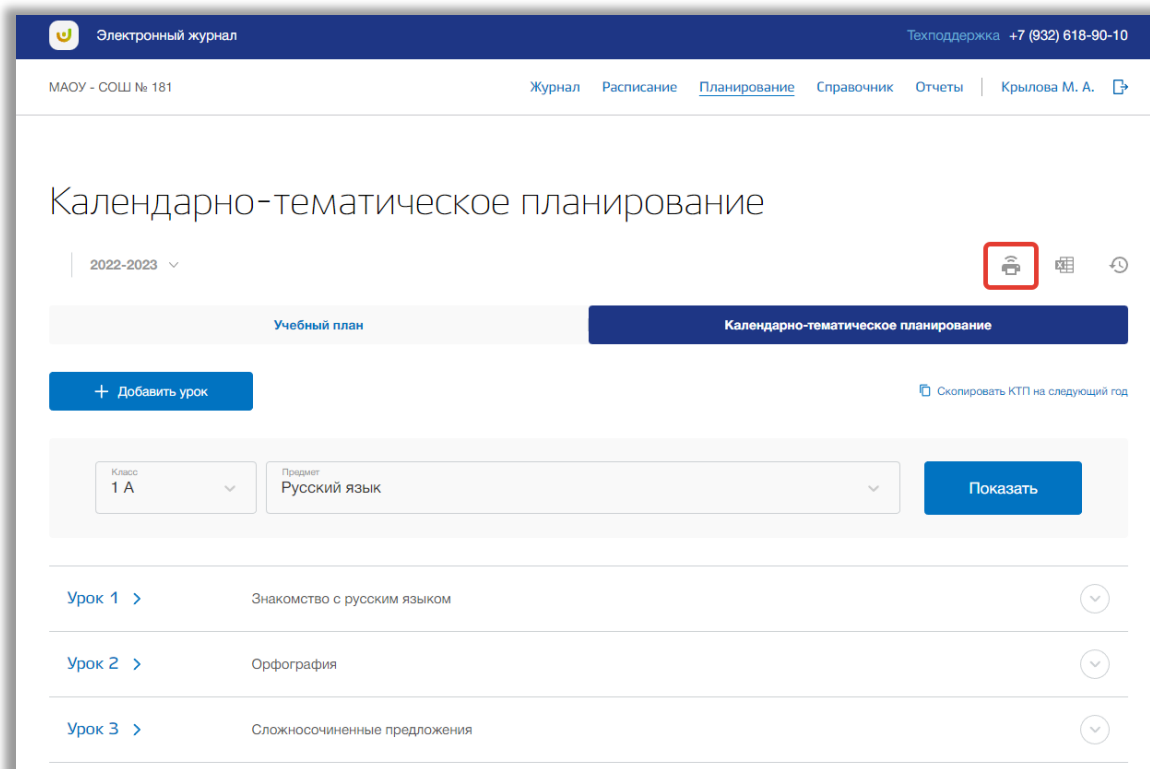 Электронный журнал Техподдержка +7 (932) 618-90-10
МАОУ - СОШ № 181 Журнал Расписание Планирование Справочник Отчеты Крылова М. А.
Календарно-тематическое планирование
2022-2023
Учебный план Календарно-тематическое планирование
+ Добавить урок Скопировать КТП на следующий год
Класс Предмет
1 А Русский язык Показать
Урок 1 Знакомство с русским языком
Урок 2 Орфография
Урок 3 Сложносочиненные предложения